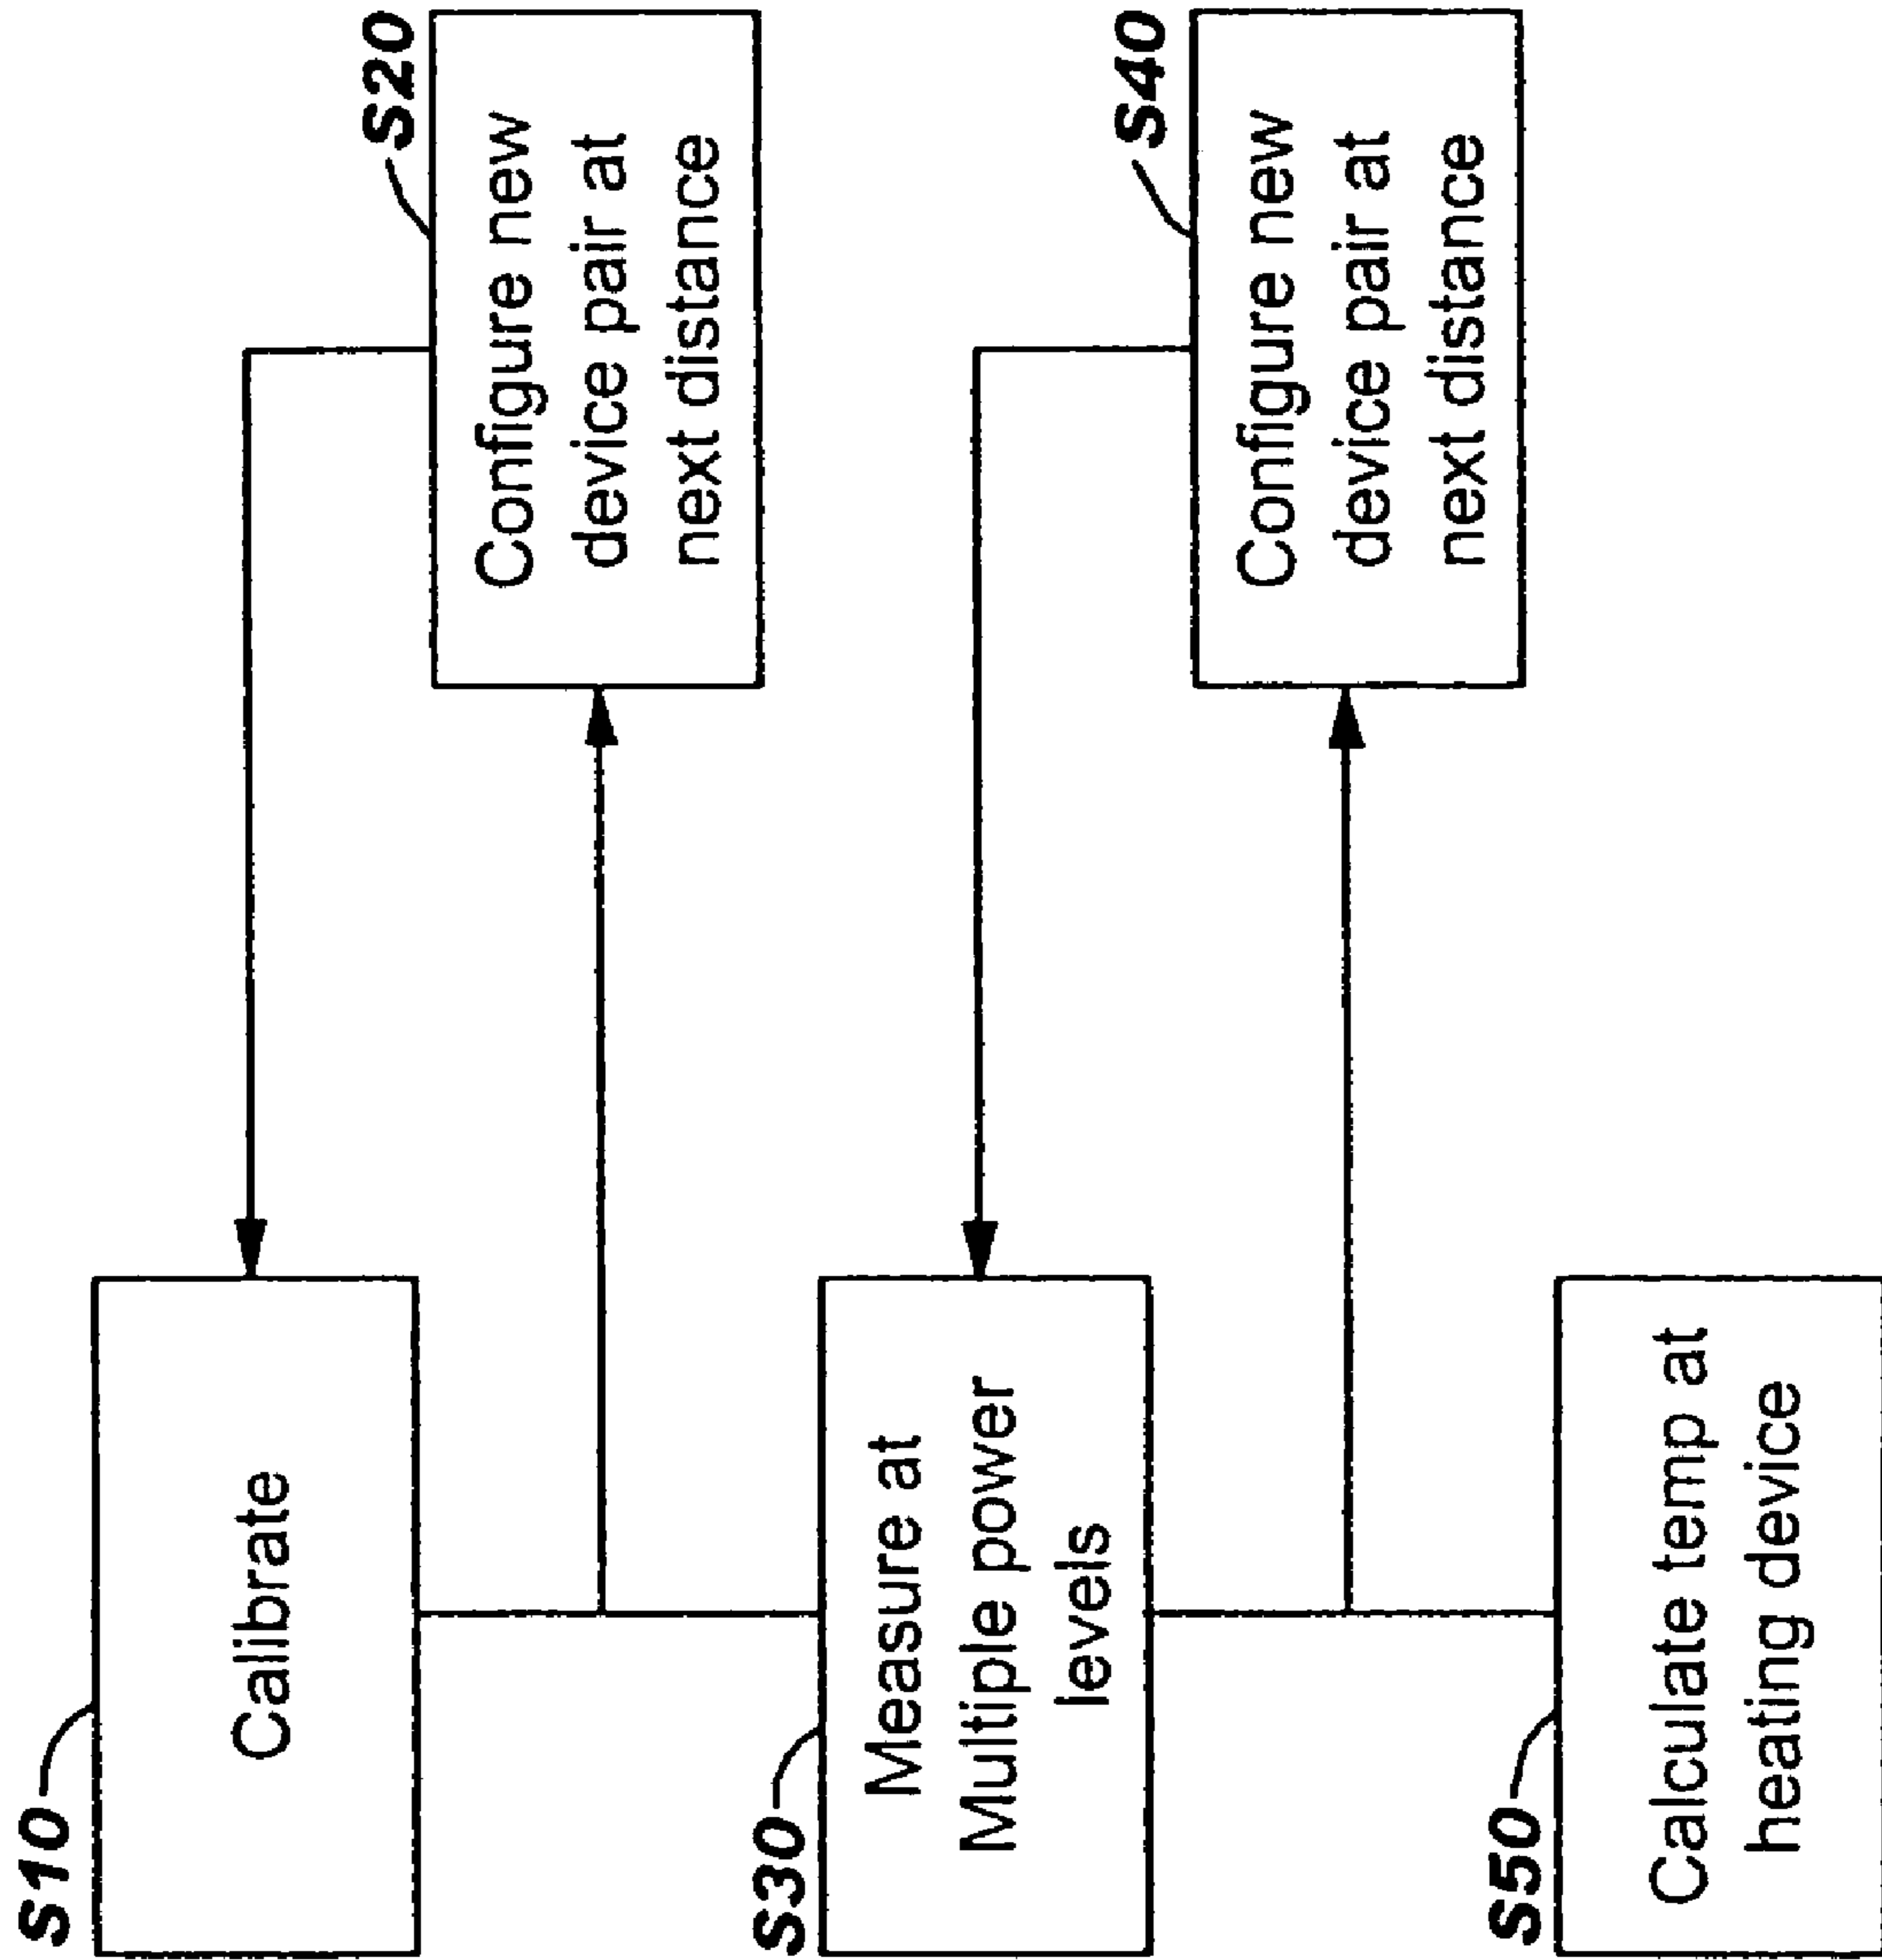 S10
Calibrate
S20
Configure new
device pair at
next distance
S30
Measure at
Multiple power
levels
S40
Configure new
device pair at
next distance
S50
Calculate temp at
heating device